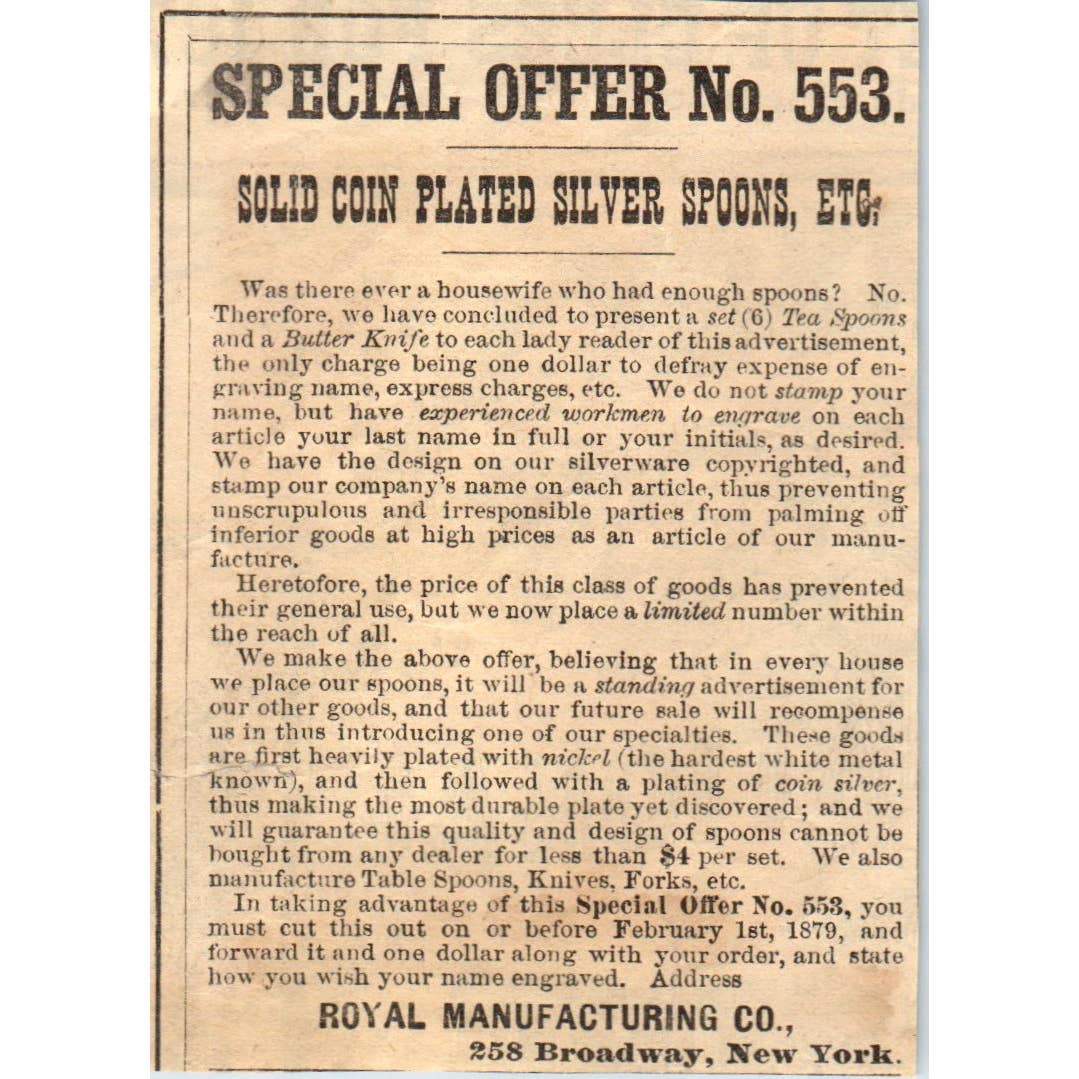 SPECIAL OFFER No. 553.
SOLID COIN PLATED SILVER SPOONS, ETC.
Was there ever a housewife who had enough spoons? No.
Therefore, we have concluded to present a set (6) Tea Spoons
and a Butter Knife to each lady reader of this advertisement,
the only charge being one dollar to defray expense of en-
graving name, express charges, etc. We do not stamp your
name, but have experienced workmen to engrave on each
article your last name in full or your initials, as desired.
We have the design on our silverware copyrighted, and
stamp our company's name on each article, thus preventing
unscrupulous and irresponsible parties from palming off
inferior goods at high prices as an article of our manu-
facture.
Heretofore, the price of this class of goods has prevented
their general use, but we now place a limited number within
the reach of all.
We make the above offer, believing that in every house
we place our spoons, it will be a standing advertisement for
our other goods, and that our future sale will recompense
us in thus introducing one of our specialties. These goods
are first heavily plated with nickel (the hardest white metal
known), and then followed with a plating of coin silver,
thus making the most durable plate yet discovered; and we
will guarantee this quality and design of spoons cannot be
bought from any dealer for less than $4 per set. We also
manufacture Table Spoons, Knives, Forks, etc.
In taking advantage of this Special Offer No. 553, you
must cut this out on or before February 1st, 1879, and
forward it and one dollar along with your order, and state
how you wish your name engraved. Address
ROYAL MANUFACTURING CO.,
258 Broadway, New York.